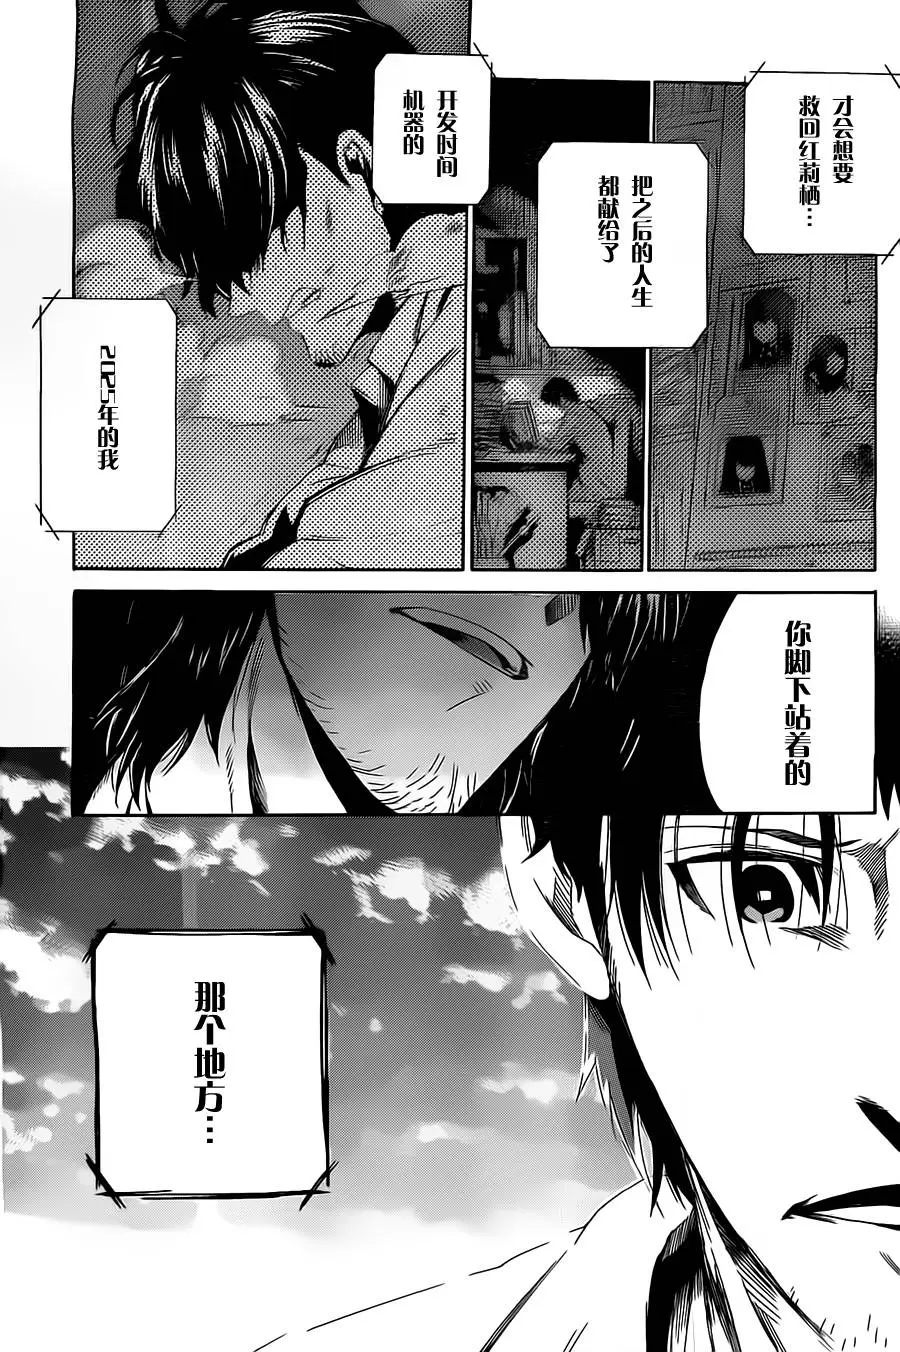 才会想要
救回红莉栖…
把之后的人生
都献给了
开发时间
机器的
2025年的我
你脚下站着的
那个地方…